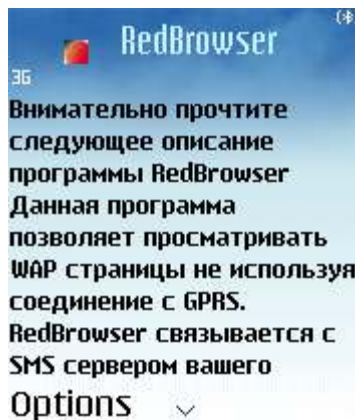 RedBrowser
3G
Внимательно прочтите
следующее описание
программы RedBrowser
Данная программа
позволяет просматривать
WAP страницы не используя
соединение с GPRS.
RedBrowser связывается с
SMS сервером вашего
Options